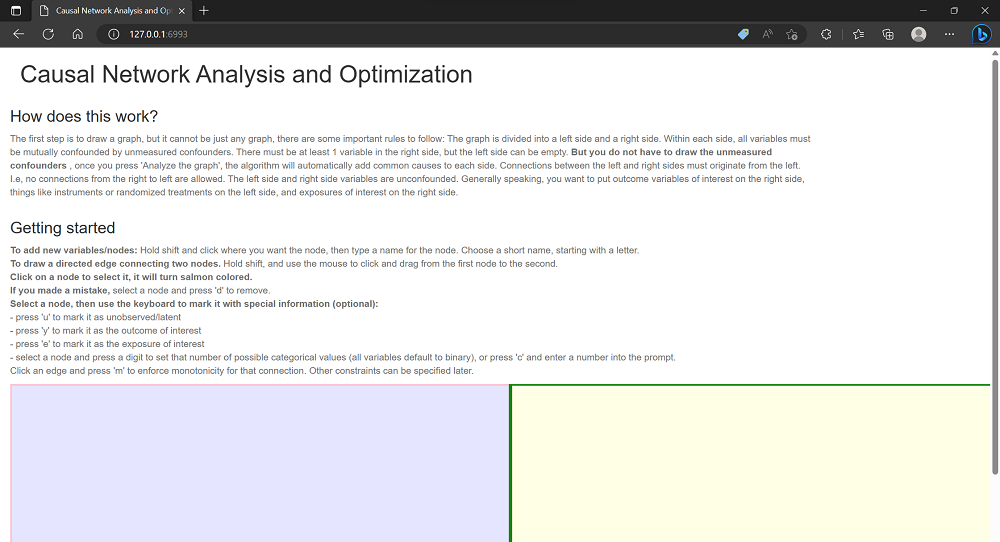 Causal Network Analysis and Op
127.0.0.1:6993
Causal Network Analysis and Optimization
How does this work?
The first step is to draw a graph, but it cannot be just any graph, there are some important rules to follow: The graph is divided into a left side and a right side. Within each side, all variables must
be mutually confounded by unmeasured confounders. There must be at least 1 variable in the right side, but the left side can be empty. But you do not have to draw the unmeasured
confounders , once you press 'Analyze the graph', the algorithm will automatically add common causes to each side. Connections between the left and right sides must originate from the left.
I.e, no connections from the right to left are allowed. The left side and right side variables are unconfounded. Generally speaking, you want to put outcome variables of interest on the right side,
things like instruments or randomized treatments on the left side, and exposures of interest on the right side.
Getting started
To add new variables/nodes: Hold shift and click where you want the node, then type a name for the node. Choose a short name, starting with a letter.
To draw a directed edge connecting two nodes. Hold shift, and use the mouse to click and drag from the first node to the second.
Click on a node to select it, it will turn salmon colored.
If you made a mistake, select a node and press 'd' to remove.
Select a node, then use the keyboard to mark it with special information (optional):
- press 'u' to mark it as unobserved/latent
- press 'y' to mark it as the outcome of interest
- press 'e' to mark it as the exposure of interest
- select a node and press a digit to set that number of possible categorical values (all variables default to binary), or press 'c' and enter a number into the prompt.
Click an edge and press 'm' to enforce monotonicity for that connection. Other constraints can be specified later.